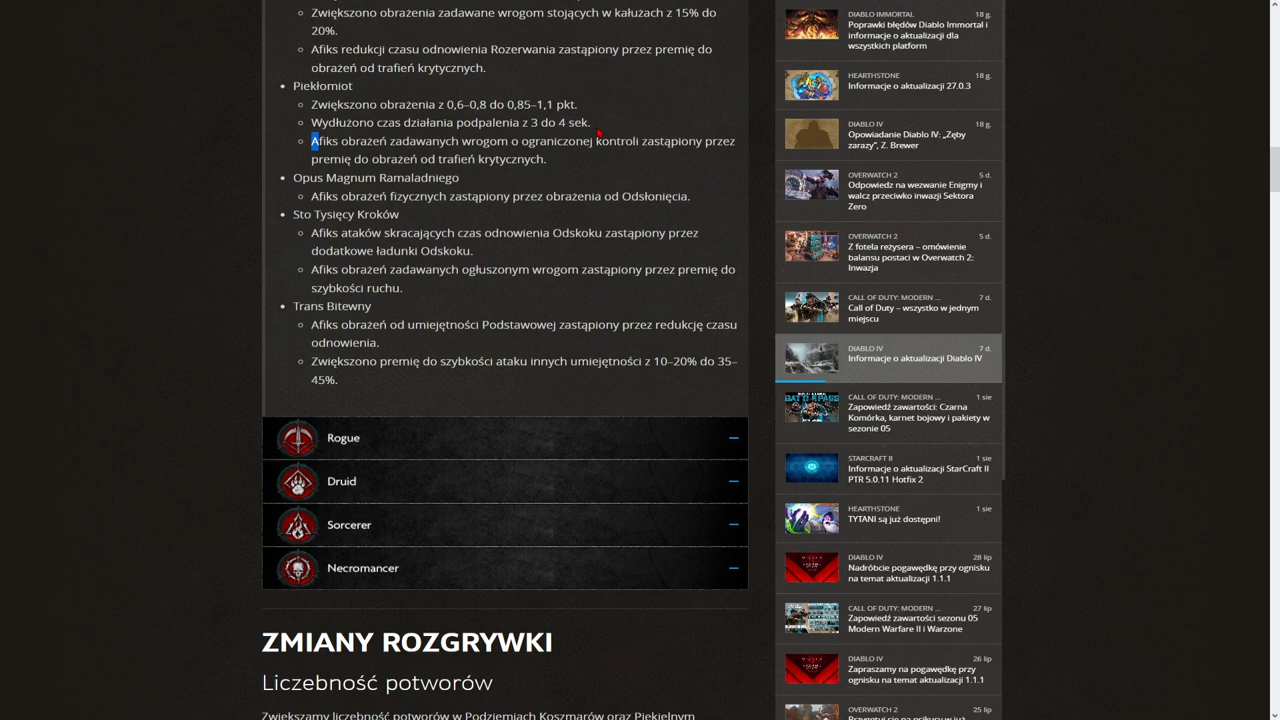 Zwiększono obrażenia zadawane wrogom stojących w kałużach z 15% do
20%.
Afiks redukcji czasu odnowienia Rozerwania zastąpiony przez premię do
obrażeń od trafień krytycznych.
Piekłomiot
Zwiększono obrażenia z 0,6–0,8 do 0,85–1,1 pkt.
Wydłużono czas działania podpalenia z 3 do 4 sek.
Afiks obrażeń zadawanych wrogom o ograniczonej kontroli zastąpiony przez
premię do obrażeń od trafień krytycznych.
Opus Magnum Ramaladniego
Afiks obrażeń fizycznych zastąpiony przez obrażenia od Odsłonięcia.
Sto Tysięcy Kroków
Afiks ataków skracających czas odnowienia Odskoku zastąpiony przez
dodatkowe ładunki Odskoku.
Afiks obrażeń zadawanych ogłuszonym wrogom zastąpiony przez premię do
szybkości ruchu.
Trans Bitewny
Afiks obrażeń od umiejętności Podstawowej zastąpiony przez redukcję czasu
odnowienia.
Zwiększono premię do szybkości ataku innych umiejętności z 10–20% do 35–
45%.
Rogue
Druid
Sorcerer
Necromancer
ZMIANY ROZGRYWKI
Liczebność potworów
Zwiększamy liczebność potworów w Podziemiach Koszmarów oraz Piekielnym
DIABLO IMMORTAL 18 g.
Poprawki błędów Diablo Immortal i
informacje o aktualizacji dla
wszystkich platform
HEARTHSTONE 18 g.
Informacje o aktualizacji 27.0.3
DIABLO IV 18 g.
Opowiadanie Diablo IV: „Zęby
zarazy”, Z. Brewer
OVERWATCH 2 5 d.
Odpowiedz na wezwanie Enigmy i
walcz przeciwko inwazji Sektora
Zero
OVERWATCH 2 5 d.
Z fotela reżysera – omówienie
balansu postaci w Overwatch 2:
Inwazja
CALL OF DUTY: MODERN ... 7 d.
Call of Duty – wszystko w jednym
miejscu
DIABLO IV 7 d.
Informacje o aktualizacji Diablo IV
CALL OF DUTY: MODERN ... 1 sie
Zapowiedź zawartości: Czarna
Komórka, karnet bojowy i pakiety w
sezonie 05
STARCRAFT II 1 sie
Informacje o aktualizacji StarCraft II
PTR 5.0.11 Hotfix 2
HEARTHSTONE 1 sie
TYTANI są już dostępni!
DIABLO IV 28 lip
Nadróbcie pogawędkę przy ognisku
na temat aktualizacji 1.1.1
CALL OF DUTY: MODERN ... 27 lip
Zapowiedź zawartości sezonu 05
Modern Warfare II i Warzone
DIABLO IV 26 lip
Zapraszamy na pogawędkę przy
ognisku na temat aktualizacji 1.1.1
OVERWATCH 2 25 lip